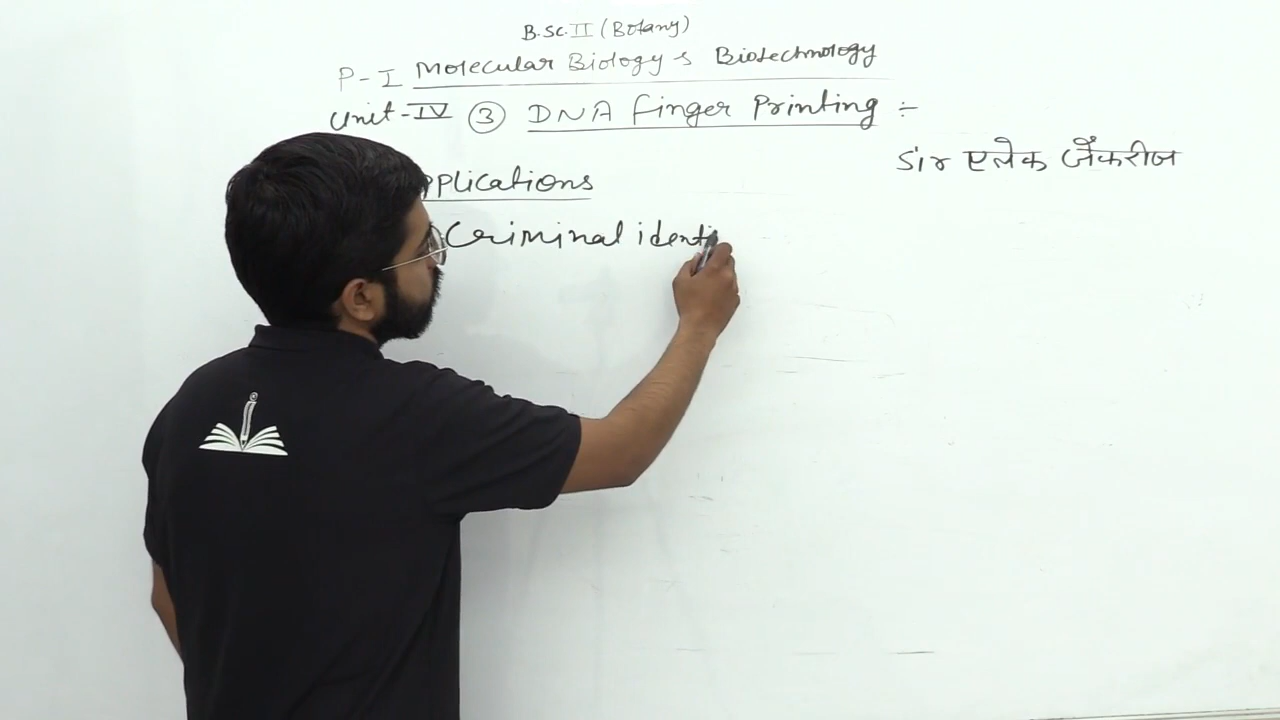 B.Sc.II (Botany)
P-I Molecular Biology & Biotechnology
Unit-IV ③ DNA Finger Printing ÷
Sir एलेक जैफरीज
pplications
Criminal identi